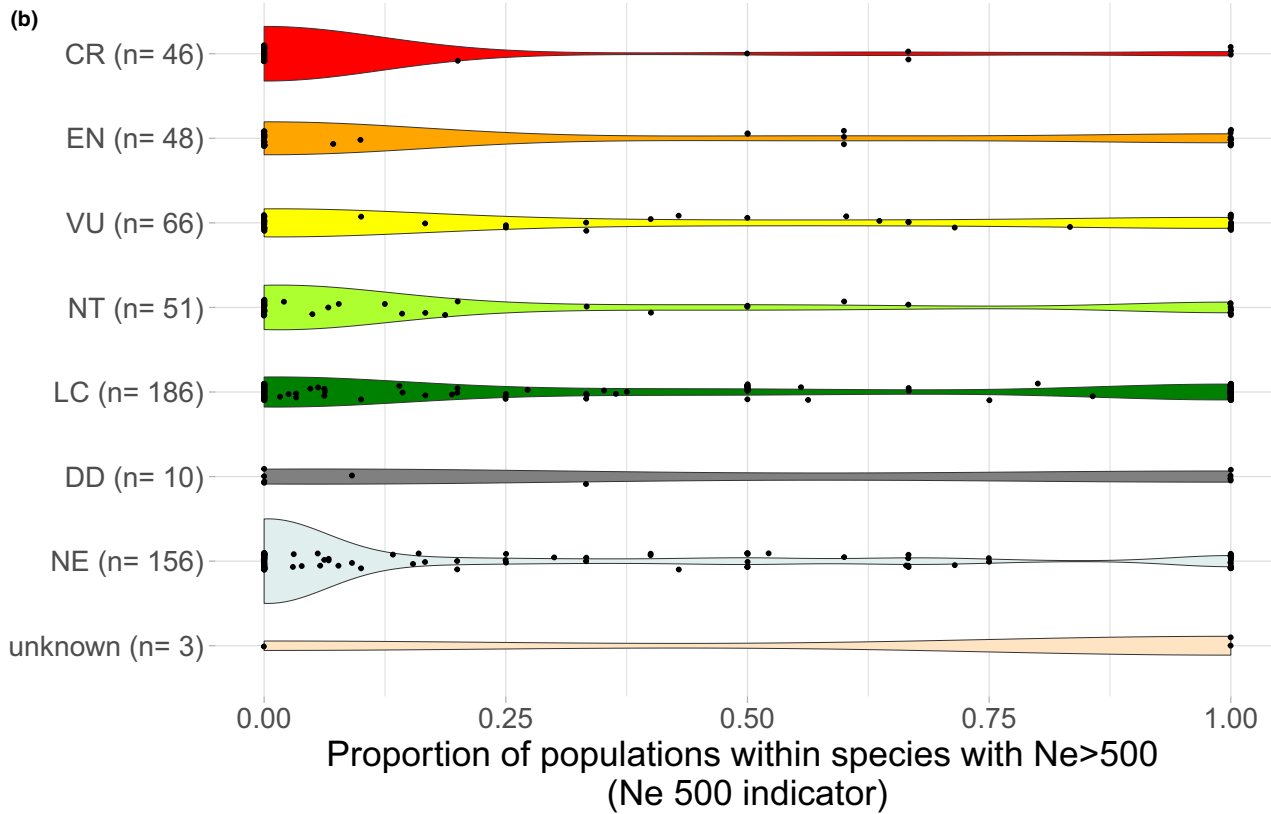 (b)
CR (n= 46)
EN (n= 48)
VU (n= 66)
NT (n= 51)
LC (n= 186)
DD (n= 10)
NE (n= 156)
unknown (n= 3)
0.00 0.25 0.50 0.75 1.00
Proportion of populations within species with Ne>500
(Ne 500 indicator)